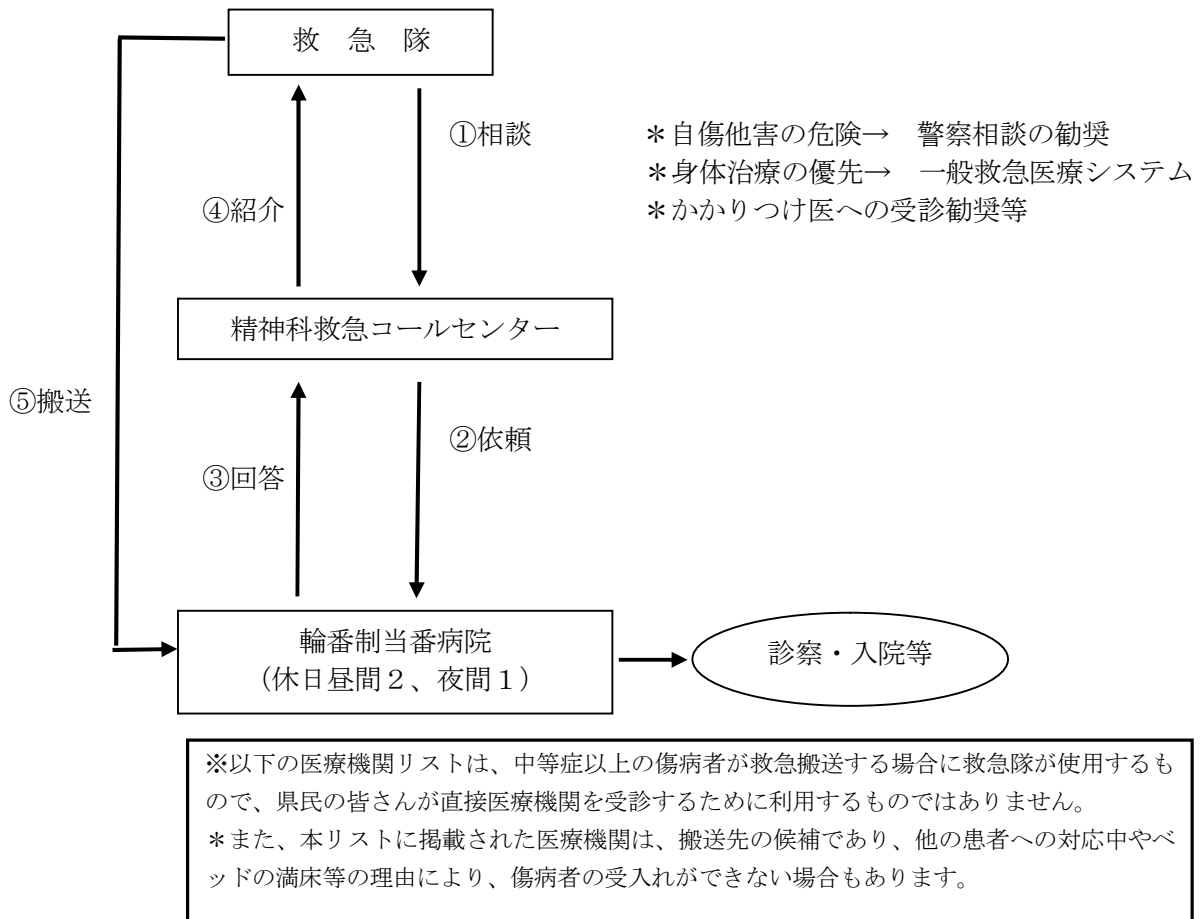 救　急　隊
①相談
＊自傷他害の危険→　警察相談の勧奨
＊身体治療の優先→　一般救急医療システム
＊かかりつけ医への受診勧奨等
④紹介
精神科救急コールセンター
⑤搬送
②依頼
③回答
輪番制当番病院
（休日昼間２、夜間１）
診察・入院等
※以下の医療機関リストは、中等症以上の傷病者が救急搬送する場合に救急隊が使用するも
ので、県民の皆さんが直接医療機関を受診するために利用するものではありません。
＊また、本リストに掲載された医療機関は、搬送先の候補であり、他の患者への対応中やベ
ッドの満床等の理由により、傷病者の受入れができない場合もあります。